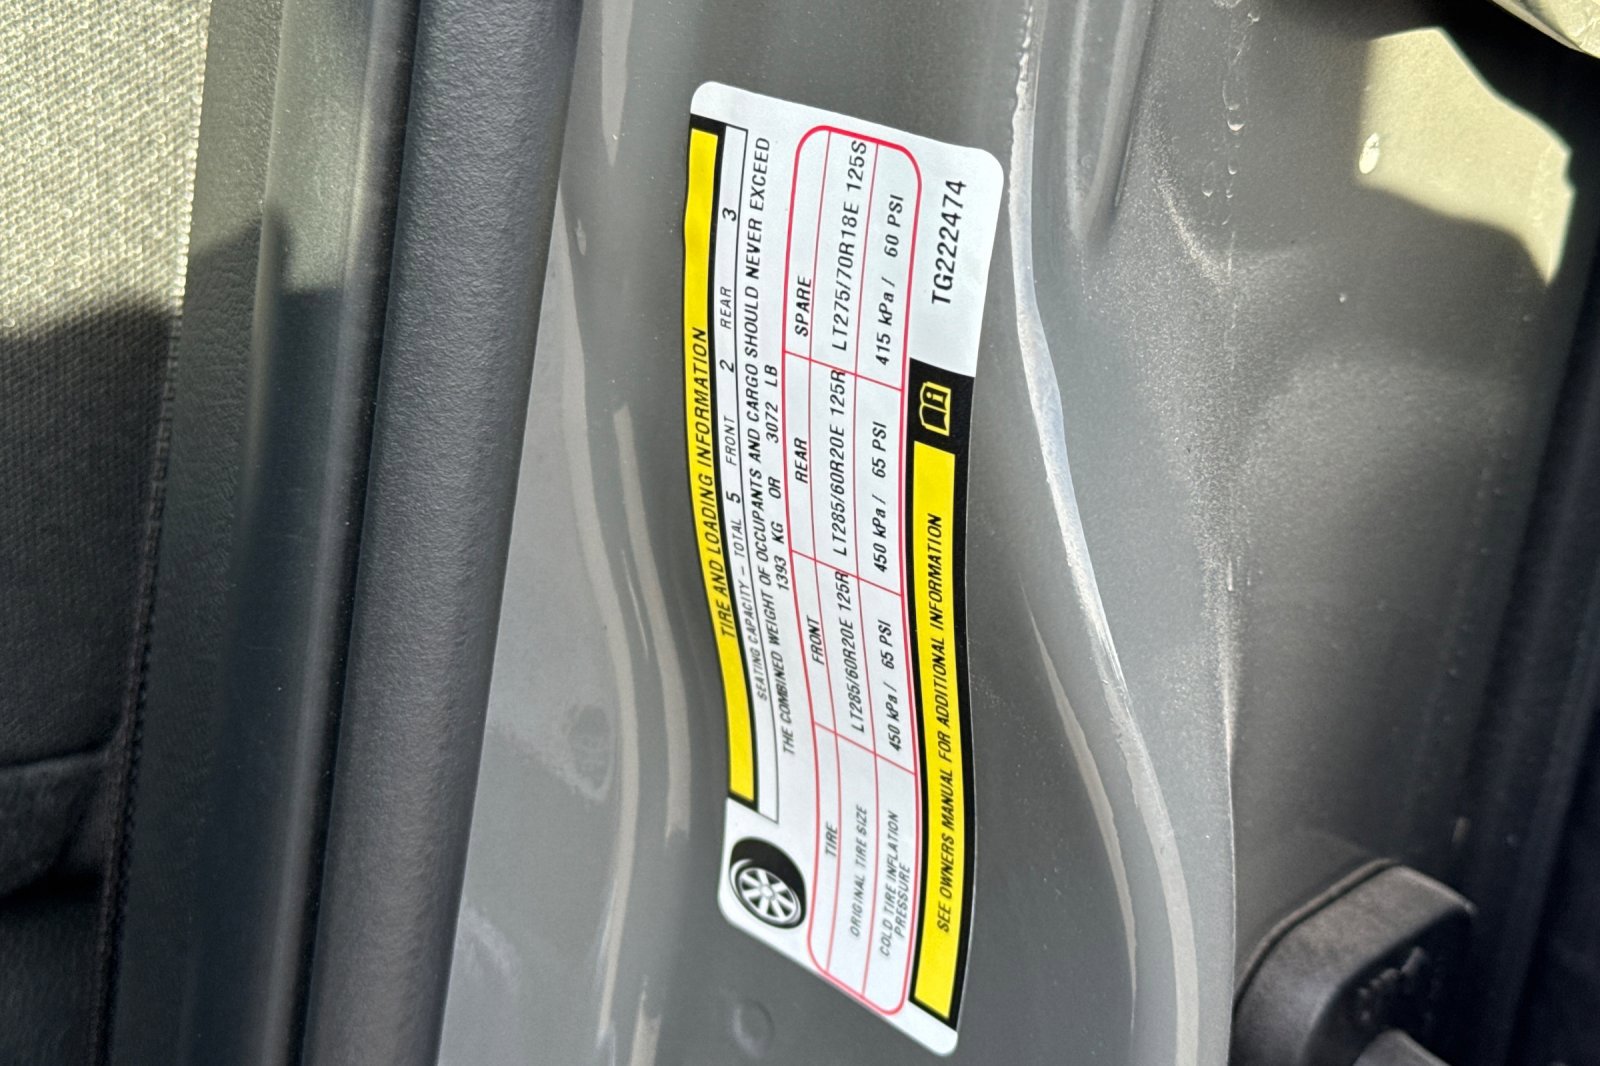 TIRE AND LOADING INFORMATION
SEATING CAPACITY – TOTAL 5 FRONT 2 REAR 3
THE COMBINED WEIGHT OF OCCUPANTS AND CARGO SHOULD NEVER EXCEED
1393 KG OR 3072 LB
TIRE FRONT REAR SPARE
ORIGINAL TIRE SIZE LT285/60R20E 125R LT285/60R20E 125R LT275/70R18E 125S
COLD TIRE INFLATION PRESSURE 450 kPa / 65 PSI 450 kPa / 65 PSI 415 kPa / 60 PSI
SEE OWNERS MANUAL FOR ADDITIONAL INFORMATION
TG222474